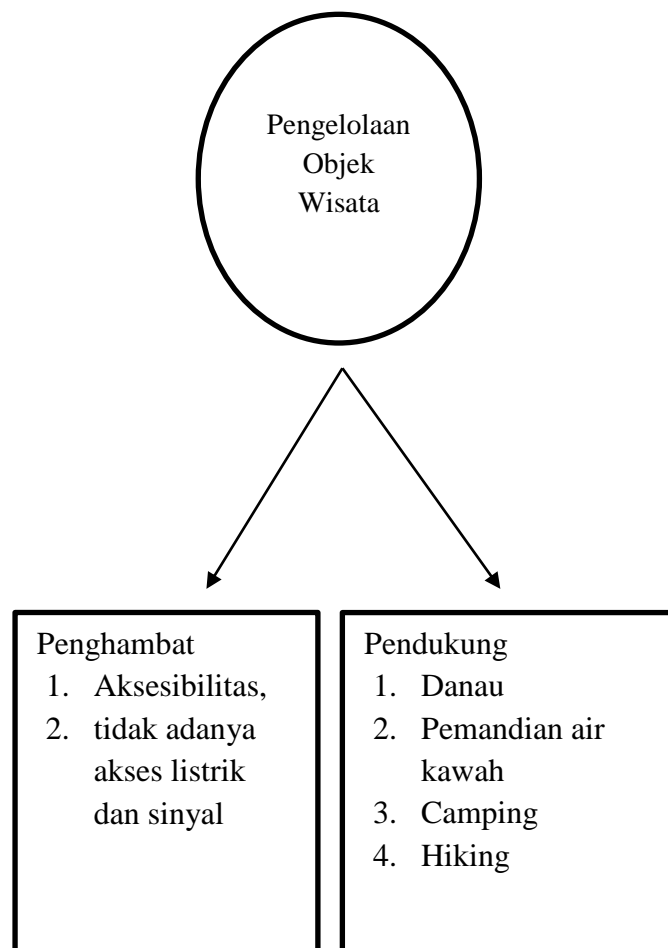 Pengelolaan
Objek
Wisata
Penghambat
1. Aksesibilitas,
2. tidak adanya
akses listrik
dan sinyal
Pendukung
1. Danau
2. Pemandian air
kawah
3. Camping
4. Hiking